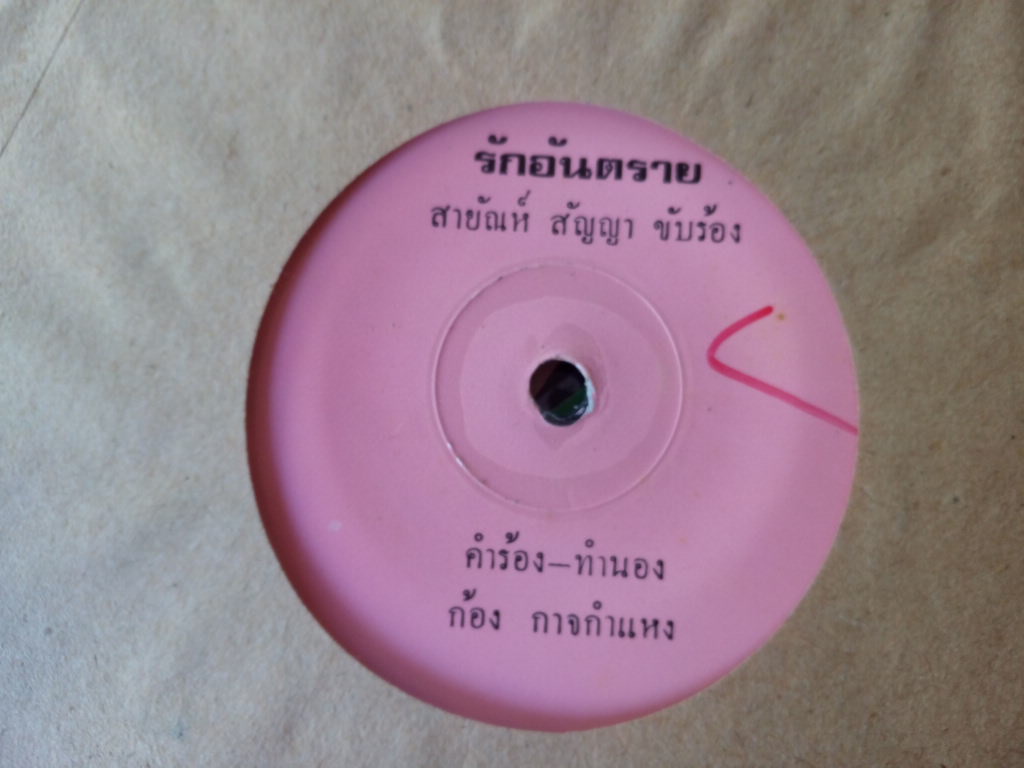 รักอันตราย
สายัณห์ สัญญา ขับร้อง
คำร้อง–ทำนอง
ก้อง กาจกำแหง